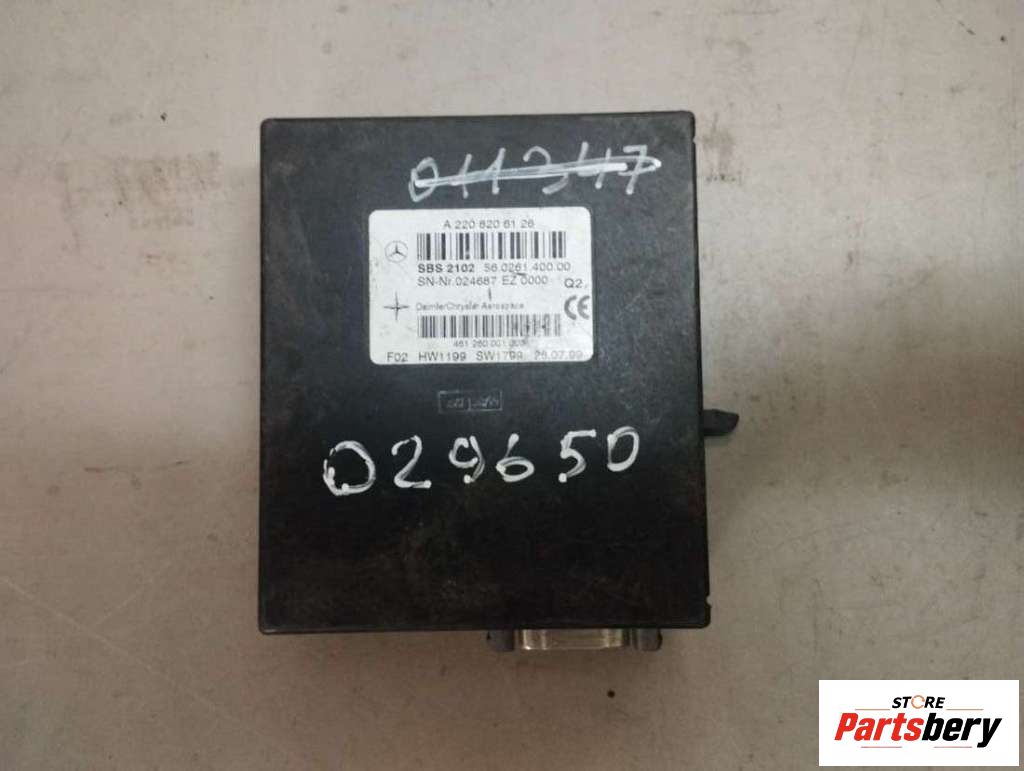 011347
A 220 820 61 26
SBS 2102 56.0261.400.00
SN-Nr.024687 EZ 0000 Q2.
DaimlerChrysler Aerospace
CE
461 260 001 003
F02 HW1199 SW1799 26.07.99
029650
STORE
Partsbery